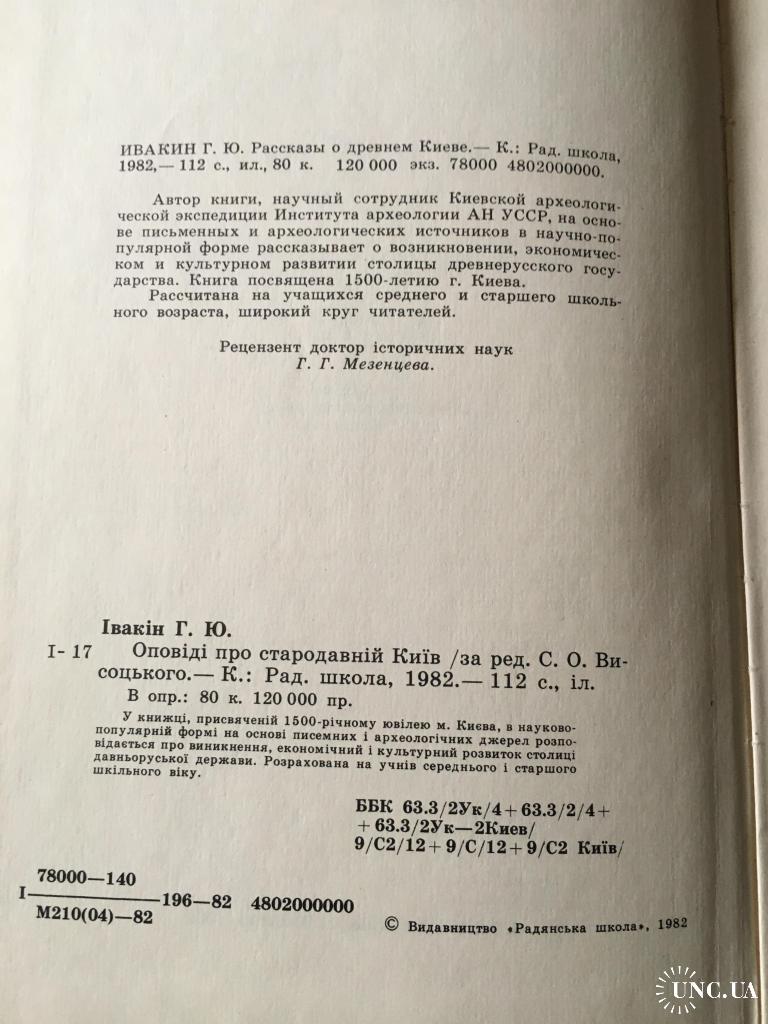 ИВАКИН Г. Ю. Рассказы о древнем Киеве.— К.: Рад. школа,
1982,— 112 с., ил., 80 к. 120 000 экз. 78000 4802000000.
Автор книги, научный сотрудник Киевской археологи-
ческой экспедиции Института археологии АН УССР, на осно-
ве письменных и археологических источников в научно-по-
пулярной форме рассказывает о возникновении, экономичес-
ком и культурном развитии столицы древнерусского госу-
дарства. Книга посвящена 1500-летию г. Киева.
Рассчитана на учащихся среднего и старшего школь-
ного возраста, широкий круг читателей.
Рецензент доктор історичних наук
Г. Г. Мезенцева.
Івакін Г. Ю.
І- 17 Оповіді про стародавній Київ /за ред. С. О. Ви-
соцького.— К.: Рад. школа, 1982.— 112 с., іл.
В опр.: 80 к. 120 000 пр.
У книжці, присвяченій 1500-річному ювілею м. Києва, в науково-
популярній формі на основі писемних і археологічних джерел розпо-
відається про виникнення, економічний і культурний розвиток столиці
давньоруської держави. Розрахована на учнів середнього і старшого
шкільного віку.
ББК 63.3/2Ук/4+63.3/2/4+
+63.3/2Ук—2Киев/
9/С2/12+9/С/12+9/С2 Київ/
78000—140
І————196—82 4802000000
М210(04)—82
© Видавництво «Радянська школа», 1982
UNC.UA